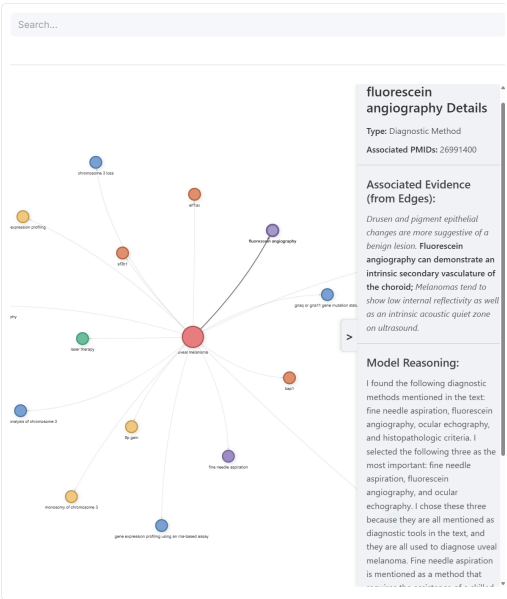 Search...
fluorescein
angiography Details
Type: Diagnostic Method
Associated PMIDs: 26991400
Associated Evidence
(from Edges):
Drusen and pigment epithelial
changes are more suggestive of a
benign lesion. Fluorescein
angiography can demonstrate an
intrinsic secondary vasculature of
the choroid; Melanomas tend to
show low internal reflectivity as well
as an intrinsic acoustic quiet zone
on ultrasound.
>
Model Reasoning:
I found the following diagnostic
methods mentioned in the text:
fine needle aspiration, fluorescein
angiography, ocular echography,
and histopathologic criteria. I
selected the following three as the
most important: fine needle
aspiration, fluorescein
angiography, and ocular
echography. I chose these three
because they are all mentioned as
diagnostic tools in the text, and
they are all used to diagnose uveal
melanoma. Fine needle aspiration
is mentioned as a method that
requires the assistance of a skilled
chromosome 3 loss
expression profiling
fluorescein angiography
sf3b1
gnaq or gna11 gene mutation
laser therapy
uveal melanoma
bap1
analysis of chromosome 3
fine needle aspiration
monosomy of chromosome 3
gene expression profiling using an rna-based assay